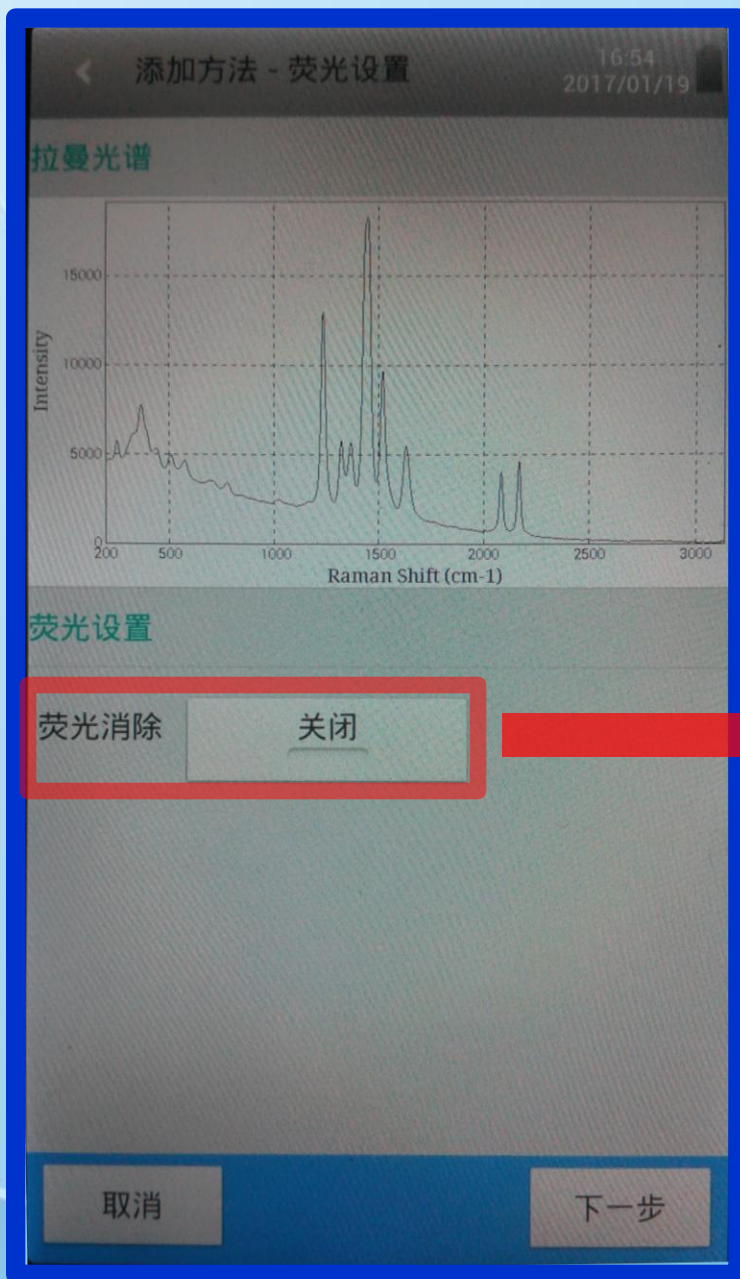 添加方法 - 荧光设置
16:54
2017/01/19
拉曼光谱
15000
10000
5000
0
Intensity
200 500 1000 1500 2000 2500 3000
Raman Shift (cm-1)
荧光设置
荧光消除 关闭
取消 下一步